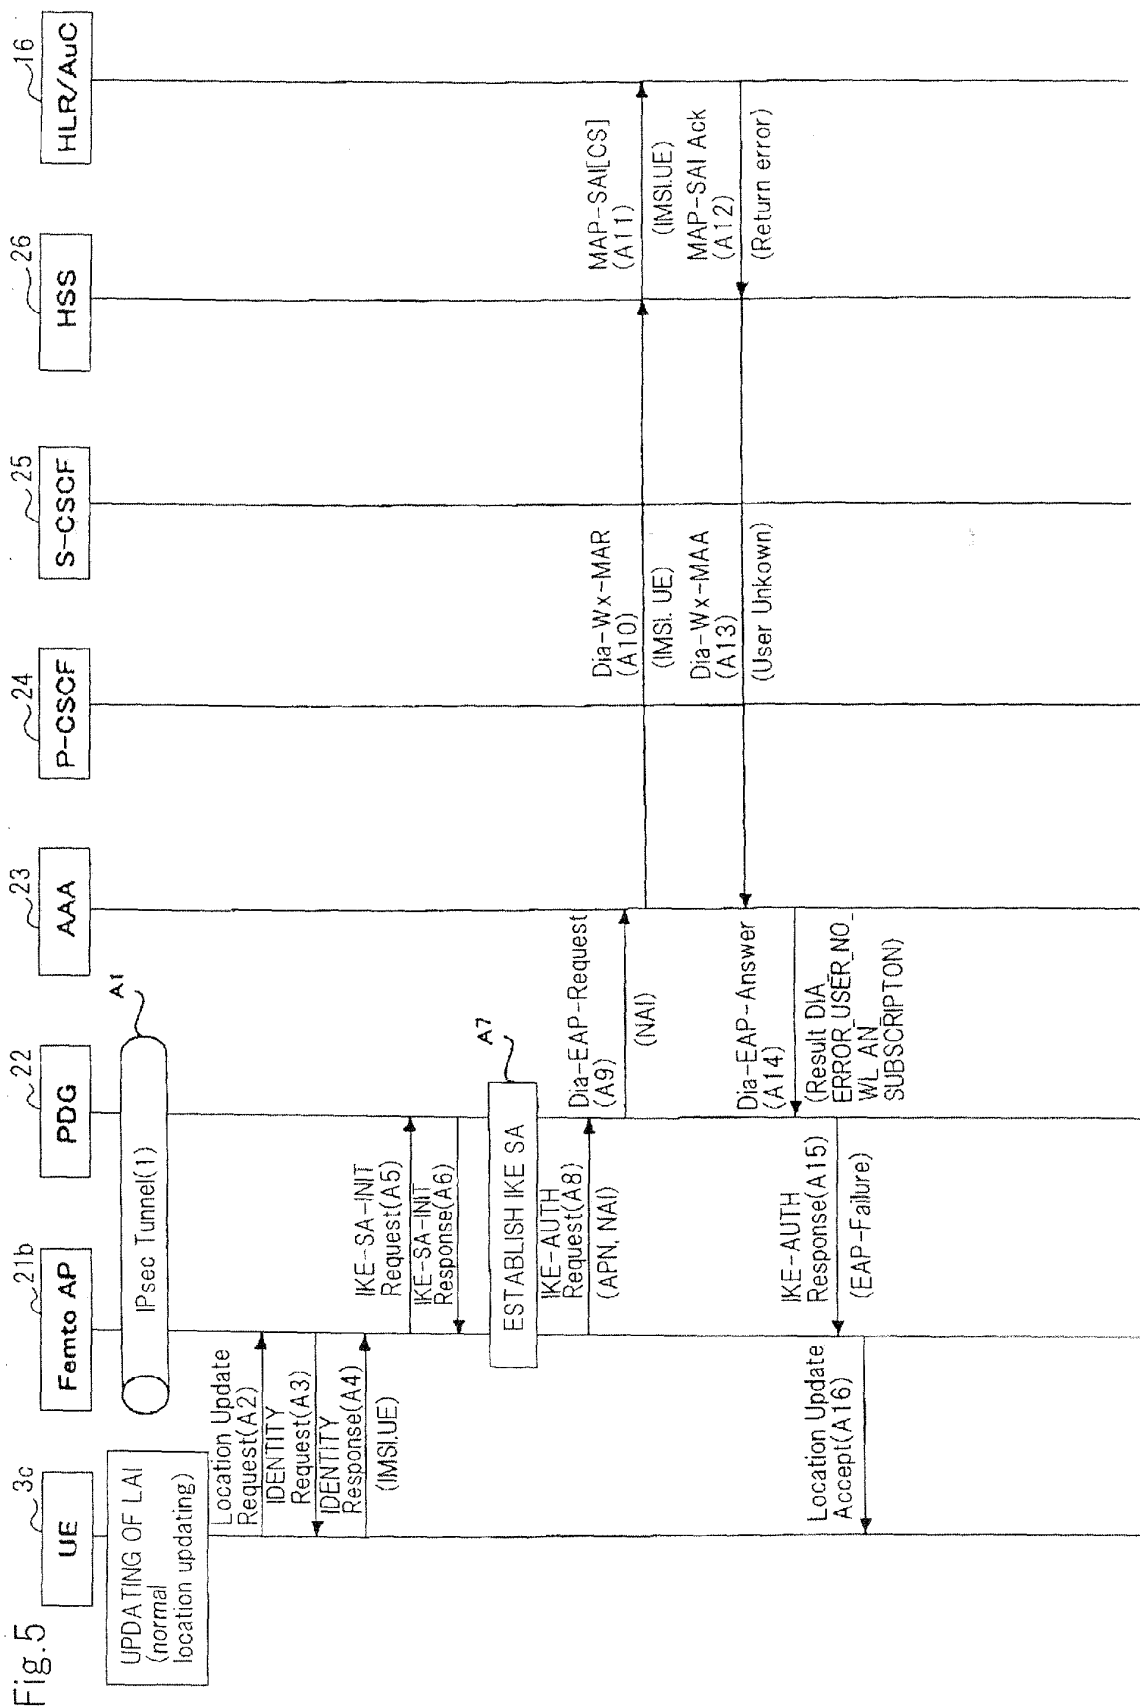 Fig.5
3c
UE
21b
Femto AP
22
PDG
23
AAA
24
P-CSCF
25
S-CSCF
26
HSS
16
HLR/AuC
UPDATING OF LAI
(normal
location updating)
IPsec Tunnel(1)
A1
Location Update
Request(A2)
IDENTITY
Request(A3)
IDENTITY
Response(A4)
(IMSI.UE)
IKE-SA-INIT
Request(A5)
IKE-SA-INIT
Response(A6)
ESTABLISH IKE SA
A7
IKE-AUTH
Request(A8)
(APN, NAI)
Dia-EAP-Request
(A9)
(NAI)
Dia-Wx-MAR
(A10)
(IMSI. UE)
MAP-SAI[CS]
(A11)
(IMSI.UE)
MAP-SAI Ack
(A12)
(Return error)
Dia-Wx-MAA
(A13)
(User Unkown)
Dia-EAP-Answer
(A14)
(Result DIA_
ERROR_USER_NO_
WL AN_
SUBSCRIPTON)
IKE-AUTH
Response(A15)
(EAP-Failure)
Location Update
Accept(A16)